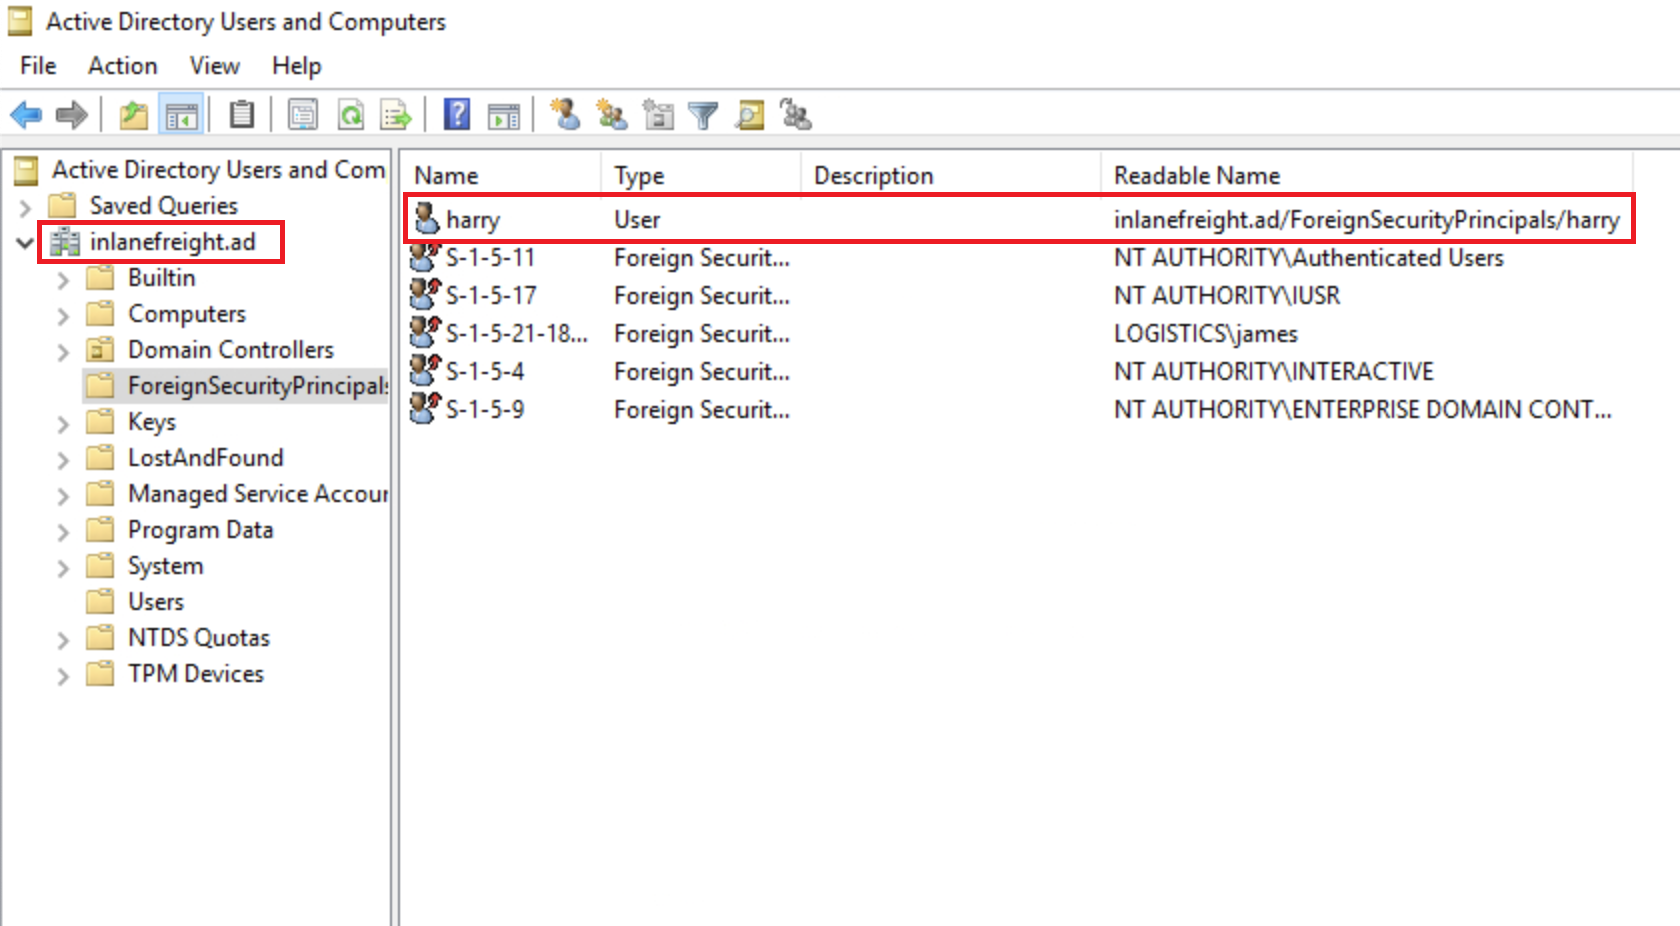 Active Directory Users and Computers
File Action View Help
Active Directory Users and Com
Saved Queries
inlanefreight.ad
Builtin
Computers
Domain Controllers
ForeignSecurityPrincipals
Keys
LostAndFound
Managed Service Accour
Program Data
System
Users
NTDS Quotas
TPM Devices
Name Type Description Readable Name
harry User inlanefreight.ad/ForeignSecurityPrincipals/harry
S-1-5-11 Foreign Securit... NT AUTHORITY\Authenticated Users
S-1-5-17 Foreign Securit... NT AUTHORITY\IUSR
S-1-5-21-18... Foreign Securit... LOGISTICS\james
S-1-5-4 Foreign Securit... NT AUTHORITY\INTERACTIVE
S-1-5-9 Foreign Securit... NT AUTHORITY\ENTERPRISE DOMAIN CONT...